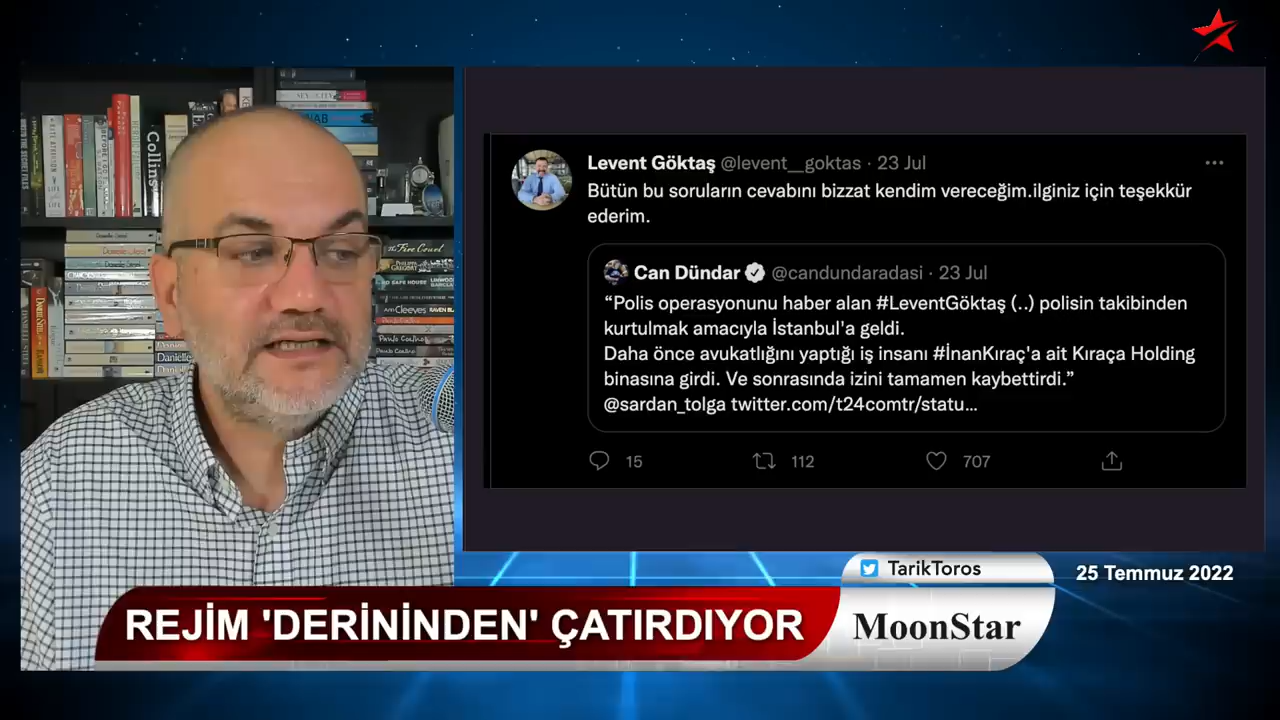 Collins
Levent Göktaş @levent__goktas · 23 Jul
Bütün bu soruların cevabını bizzat kendim vereceğim.ilginiz için teşekkür
ederim.
Can Dündar @candundaradasi · 23 Jul
“Polis operasyonunu haber alan #LeventGöktaş (..) polisin takibinden
kurtulmak amacıyla İstanbul'a geldi.
Daha önce avukatlığını yaptığı iş insanı #İnanKıraç'a ait Kıraça Holding
binasına girdi. Ve sonrasında izini tamamen kaybettirdi.”
@sardan_tolga twitter.com/t24comtr/statu...
15 112 707
TarikToros
25 Temmuz 2022
REJİM 'DERİNİNDEN' ÇATIRDIYOR
MoonStar